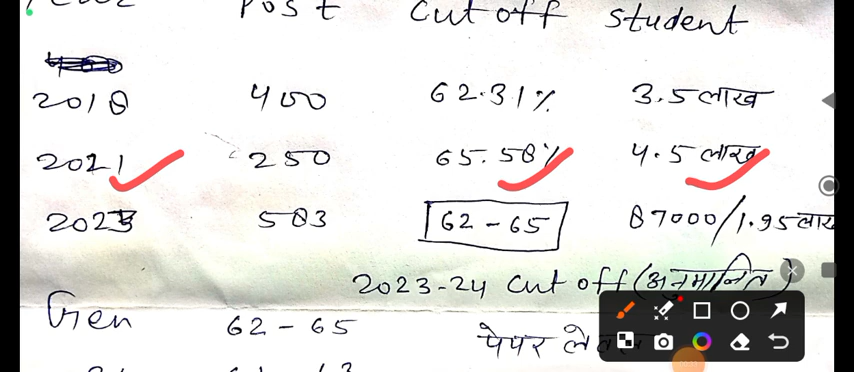 Post Cut off Student
2018 400 62.31% 3.5 लाख
2021 250 65.58% 4.5 लाख
2023 583 62-65 87000/1.95 लाख
2023-24 Cut off (अनुमानित)
Gen 62-65
पेपर